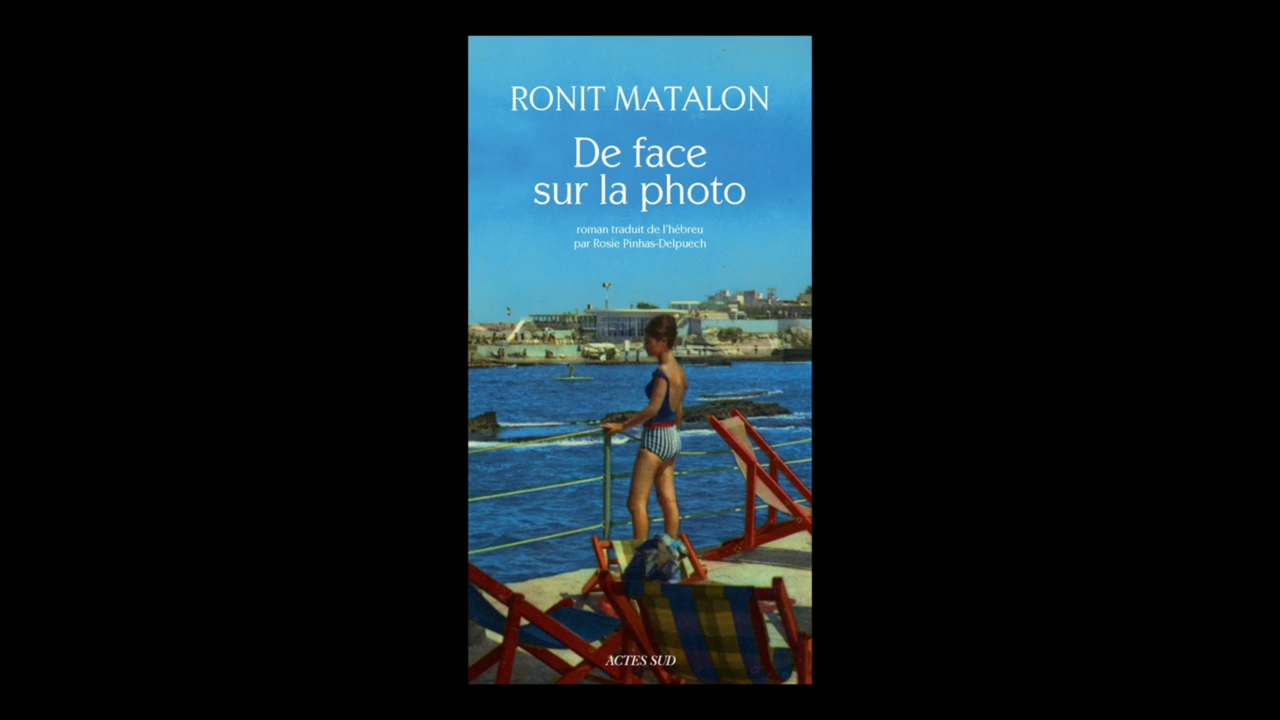 RONIT MATALON
De face
sur la photo
roman traduit de l'hébreu
par Rosie Pinhas-Delpuech
ACTES SUD